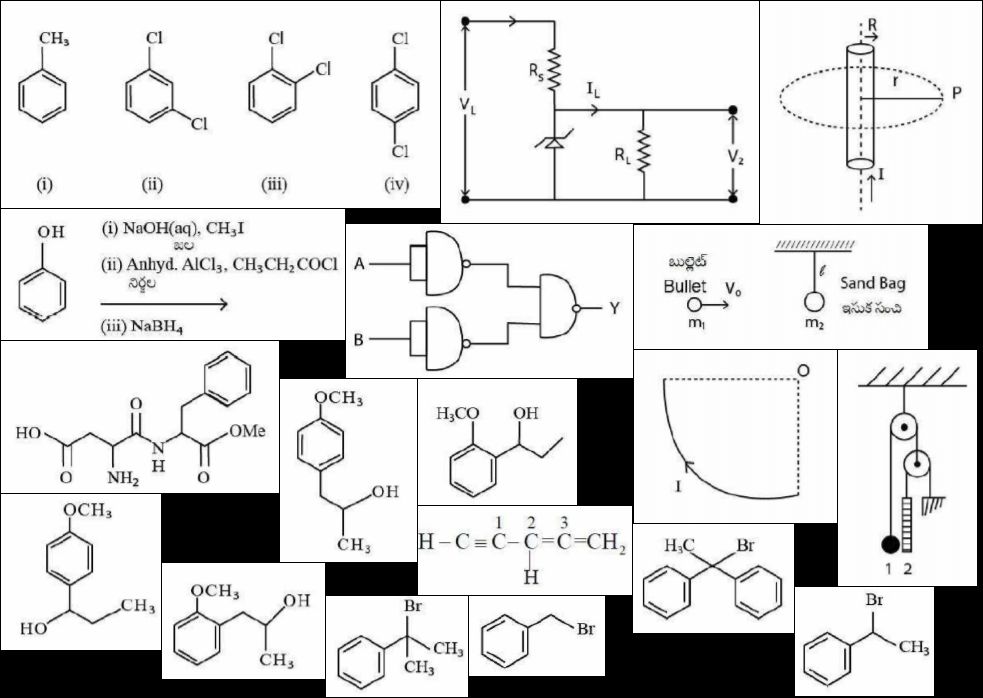 CH₃
(i)
Cl
Cl
(ii)
Cl
Cl
(iii)
Cl
Cl
(iv)
V_L
R_S
I_L
R_L
V₂
R
r
P
I
OH
(i) NaOH(aq), CH₃I
జల
(ii) Anhyd. AlCl₃, CH₃CH₂COCl
నిర్జల
(iii) NaBH₄
A
B
Y
బుల్లెట్
Bullet
V₀
m₁
l
m₂
Sand Bag
ఇసుక సంచి
HO
O
NH₂
O
N
H
O
OMe
OCH₃
OH
CH₃
H₃CO
OH
O
I
1 2
OCH₃
HO
CH₃
1 2 3
H–C≡C–C=C=CH₂
H
OCH₃
OH
CH₃
Br
CH₃
CH₃
Br
H₃C
Br
Br
CH₃